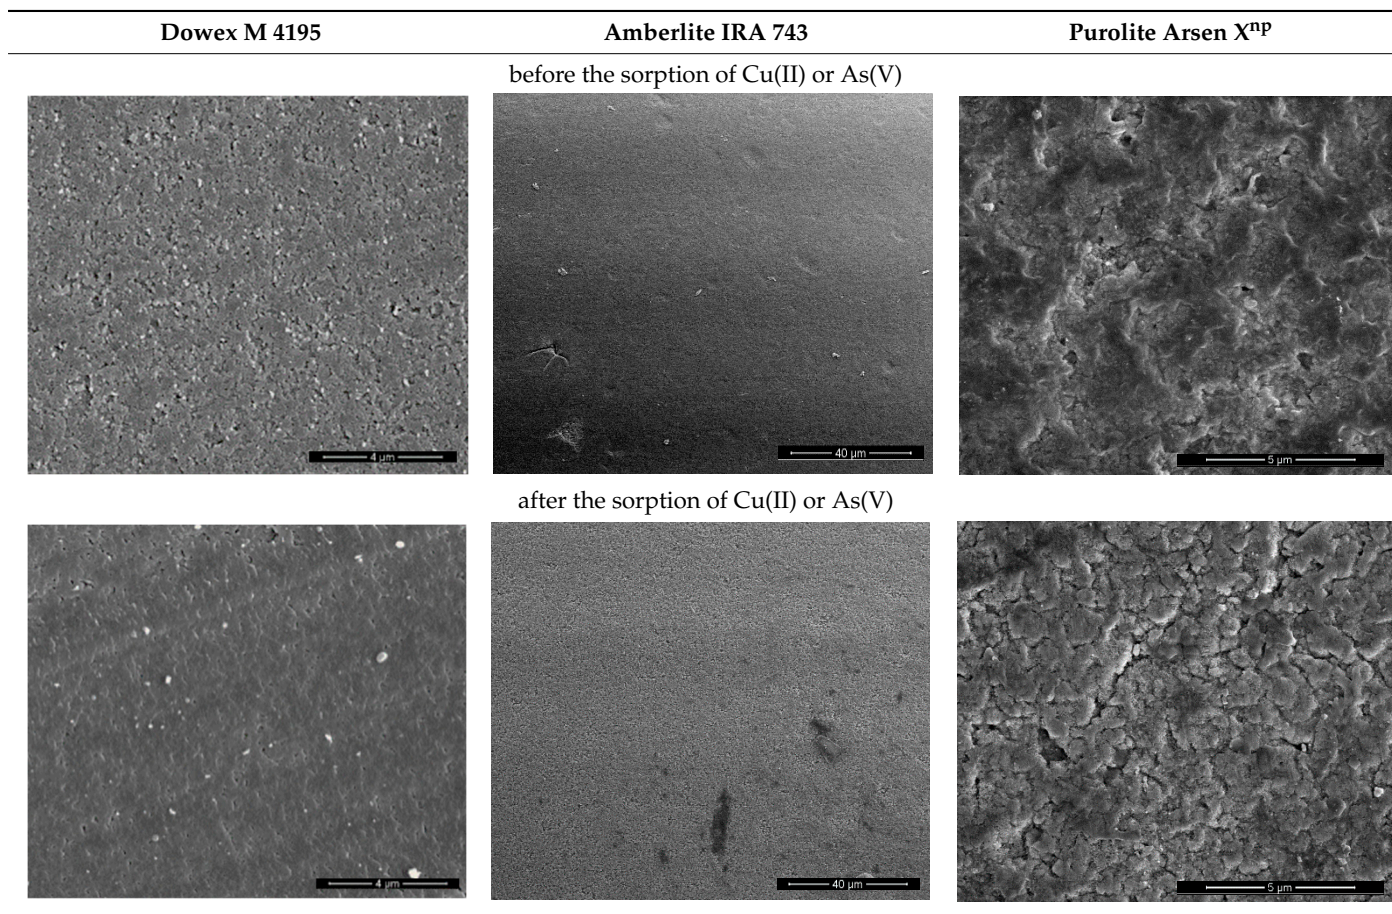 Dowex M 4195 Amberlite IRA 743 Purolite Arsen Xnp
before the sorption of Cu(II) or As(V)
4 µm 40 µm 5 µm
after the sorption of Cu(II) or As(V)
4 µm 40 µm 5 µm